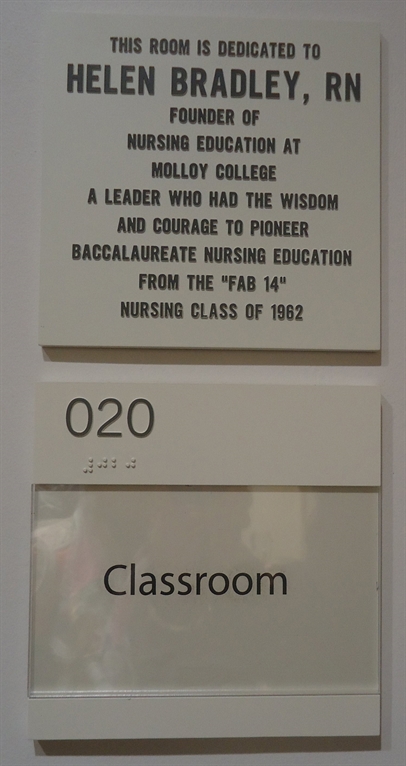 THIS ROOM IS DEDICATED TO
HELEN BRADLEY, RN
FOUNDER OF
NURSING EDUCATION AT
MOLLOY COLLEGE
A LEADER WHO HAD THE WISDOM
AND COURAGE TO PIONEER
BACCALAUREATE NURSING EDUCATION
FROM THE "FAB 14"
NURSING CLASS OF 1962
020
⠼⠚⠃⠚
Classroom